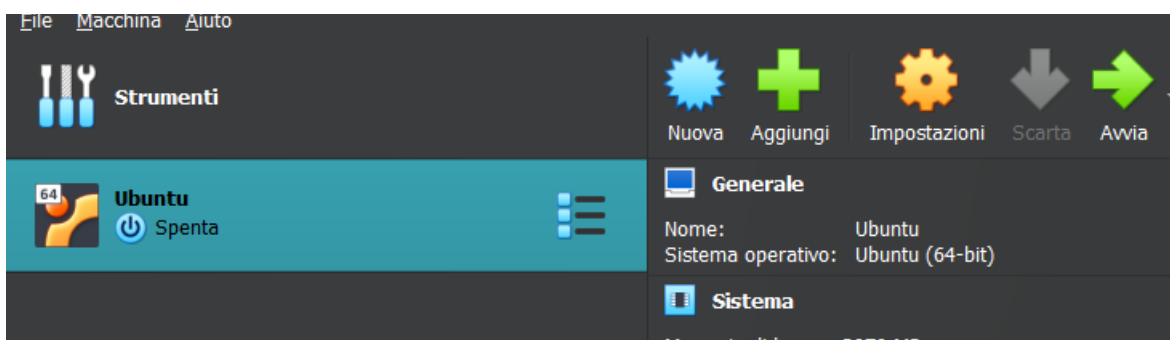 File Macchina Aiuto
Strumenti
Nuova Aggiungi Impostazioni Scarta Avvia
64
Ubuntu
Spenta
Generale
Nome: Ubuntu
Sistema operativo: Ubuntu (64-bit)
Sistema